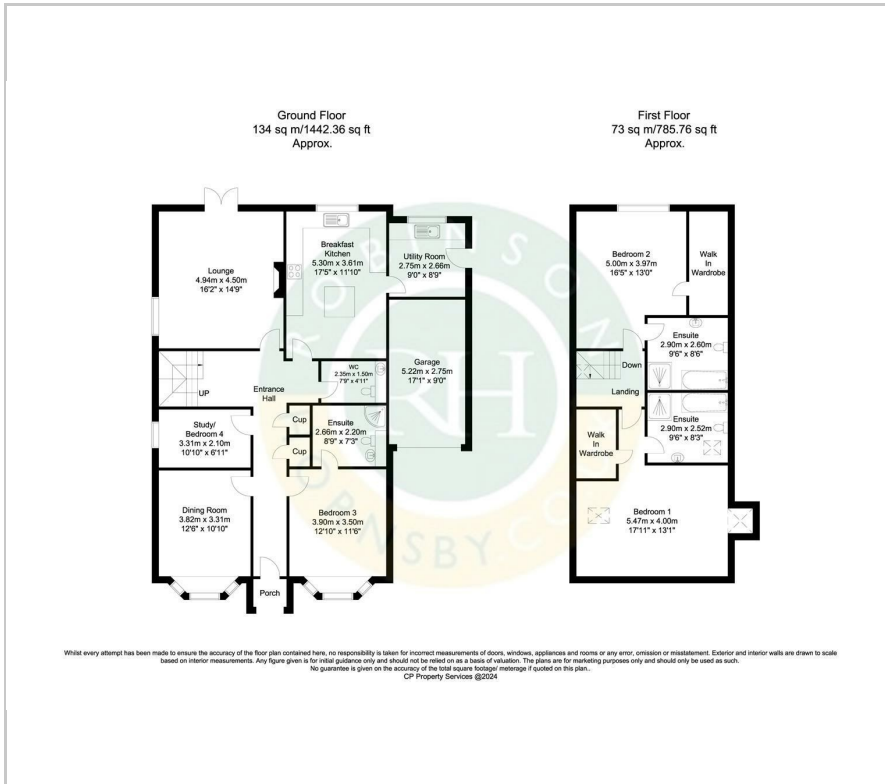 Ground Floor
134 sq m/1442.36 sq ft
Approx.
First Floor
73 sq m/785.76 sq ft
Approx.
Lounge
4.94m x 4.50m
16'2" x 14'9"
Breakfast
Kitchen
5.30m x 3.61m
17'5" x 11'10"
Utility Room
2.75m x 2.66m
9'0" x 8'9"
Garage
5.22m x 2.75m
17'1" x 9'0"
WC
2.35m x 1.50m
7'9" x 4'11"
UP
Entrance
Hall
Cup
Cup
Ensuite
2.66m x 2.20m
8'9" x 7'3"
Study/
Bedroom 4
3.31m x 2.10m
10'10" x 6'11"
Dining Room
3.82m x 3.31m
12'6" x 10'10"
Bedroom 3
3.90m x 3.50m
12'10" x 11'6"
Porch
Bedroom 2
5.00m x 3.97m
16'5" x 13'0"
Walk
In
Wardrobe
Ensuite
2.90m x 2.60m
9'6" x 8'6"
Down
Landing
Ensuite
2.90m x 2.52m
9'6" x 8'3"
Walk
In
Wardrobe
Bedroom 1
5.47m x 4.00m
17'11" x 13'1"
ROBINSON
RH
HORNSBY.CO
Whilst every attempt has been made to ensure the accuracy of the floor plan contained here, no responsibility is taken for incorrect measurements of doors, windows, appliances and rooms or any error, omission or misstatement. Exterior and interior walls are drawn to scale
based on interior measurements. Any figure given is for initial guidance only and should not be relied on as a basis of valuation. The plans are for marketing purposes only and should only be used as such.
No guarantee is given on the accuracy of the total square footage/ meterage if quoted on this plan..
CP Property Services @2024